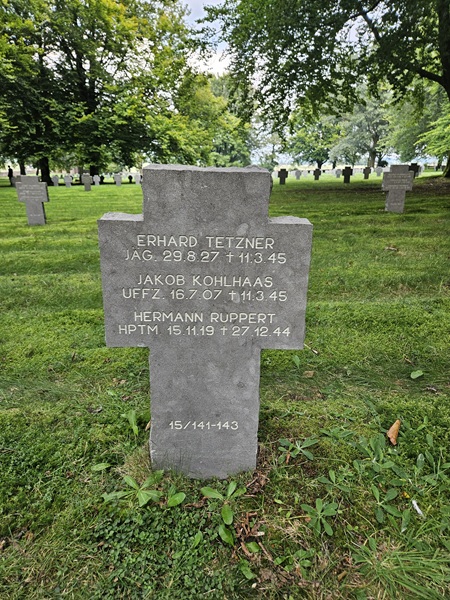 ERHARD TETZNER
JÄG. 29.8.27 † 11.3.45
JAKOB KOHLHAAS
UFFZ. 16.7.07 † 11.3.45
HERMANN RUPPERT
HPTM. 15.11.19 † 27.12.44
15/141-143